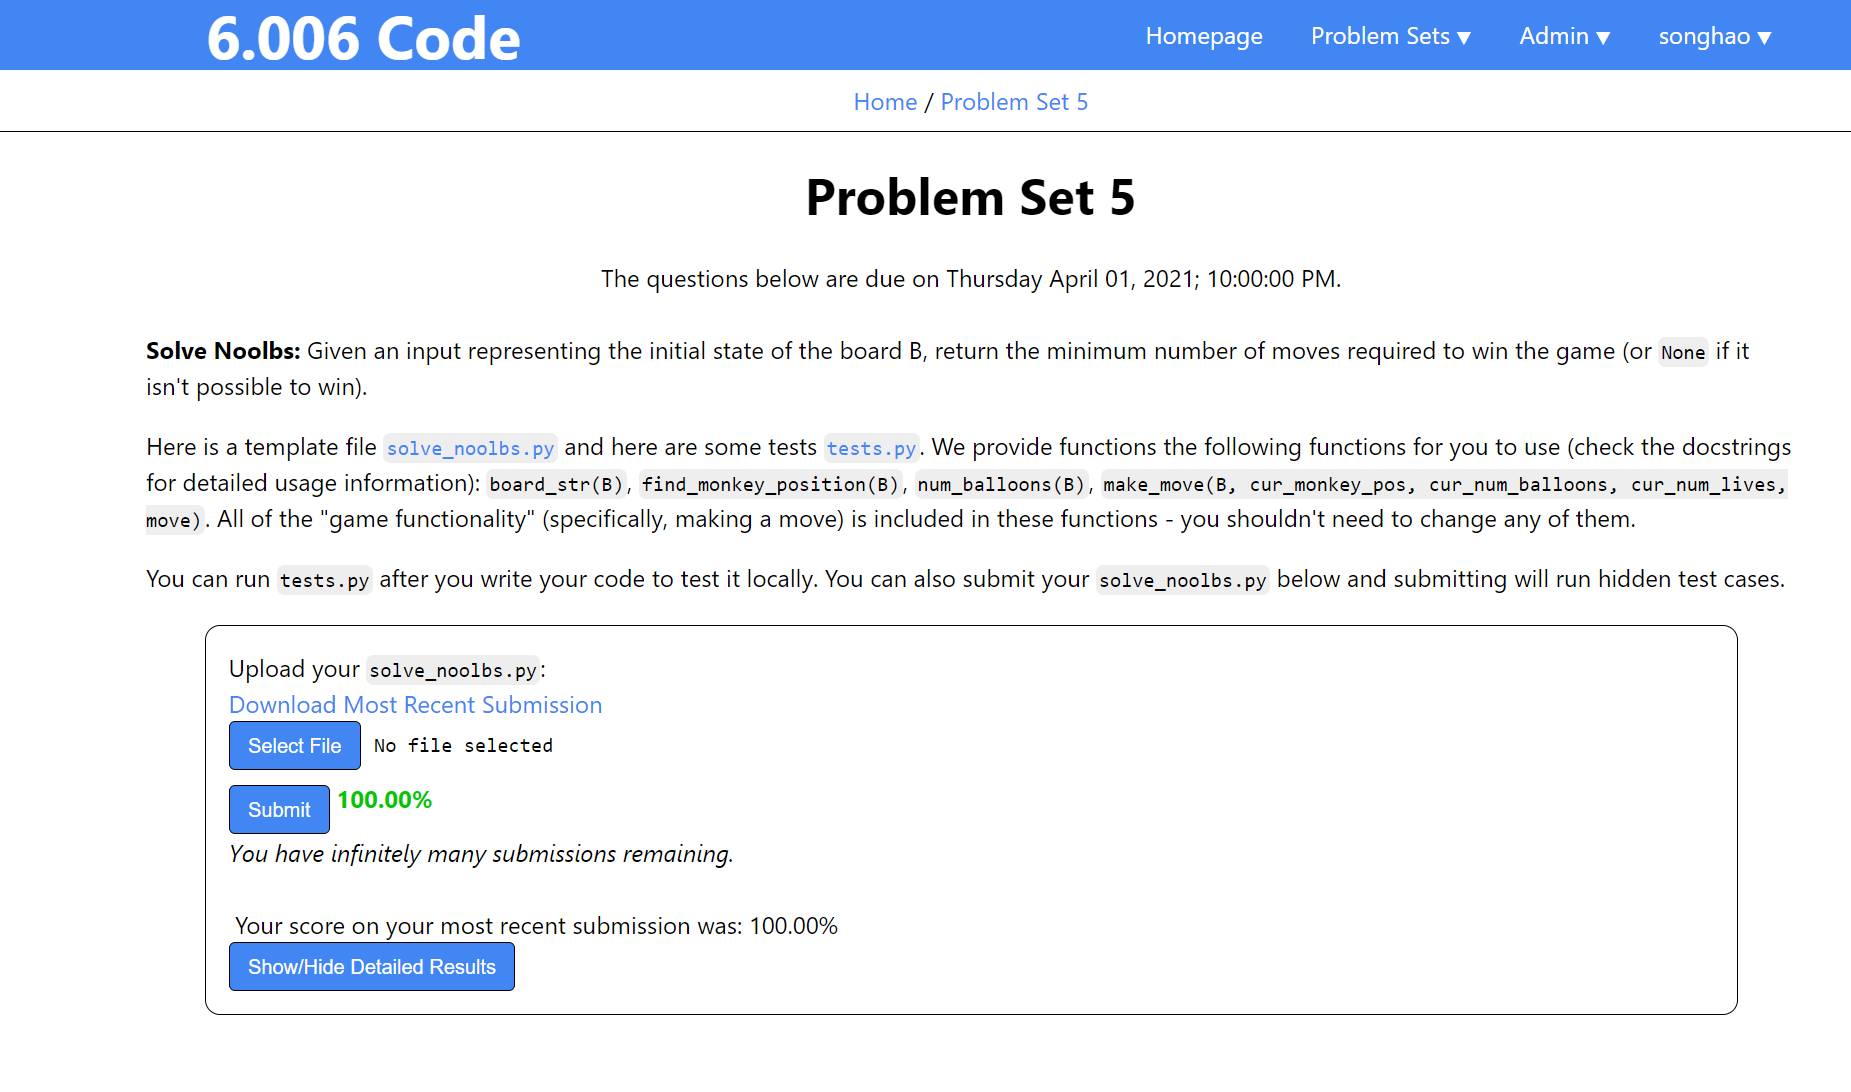 6.006 Code
Homepage Problem Sets ▼ Admin ▼ songhao ▼
Home / Problem Set 5
Problem Set 5
The questions below are due on Thursday April 01, 2021; 10:00:00 PM.
Solve Noolbs: Given an input representing the initial state of the board B, return the minimum number of moves required to win the game (or None if it
isn't possible to win).
Here is a template file solve_noolbs.py and here are some tests tests.py. We provide functions the following functions for you to use (check the docstrings
for detailed usage information): board_str(B), find_monkey_position(B), num_balloons(B), make_move(B, cur_monkey_pos, cur_num_balloons, cur_num_lives,
move). All of the "game functionality" (specifically, making a move) is included in these functions - you shouldn't need to change any of them.
You can run tests.py after you write your code to test it locally. You can also submit your solve_noolbs.py below and submitting will run hidden test cases.
Upload your solve_noolbs.py:
Download Most Recent Submission
Select File No file selected
Submit 100.00%
You have infinitely many submissions remaining.
Your score on your most recent submission was: 100.00%
Show/Hide Detailed Results